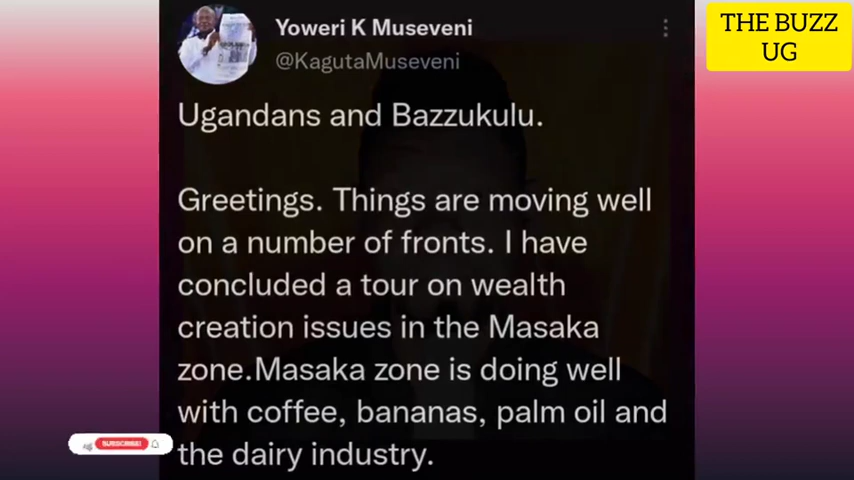 Yoweri K Museveni
@KagutaMuseveni
THE BUZZ
UG
Ugandans and Bazzukulu.
Greetings. Things are moving well
on a number of fronts. I have
concluded a tour on wealth
creation issues in the Masaka
zone.Masaka zone is doing well
with coffee, bananas, palm oil and
the dairy industry.
SUBSCRIBE!